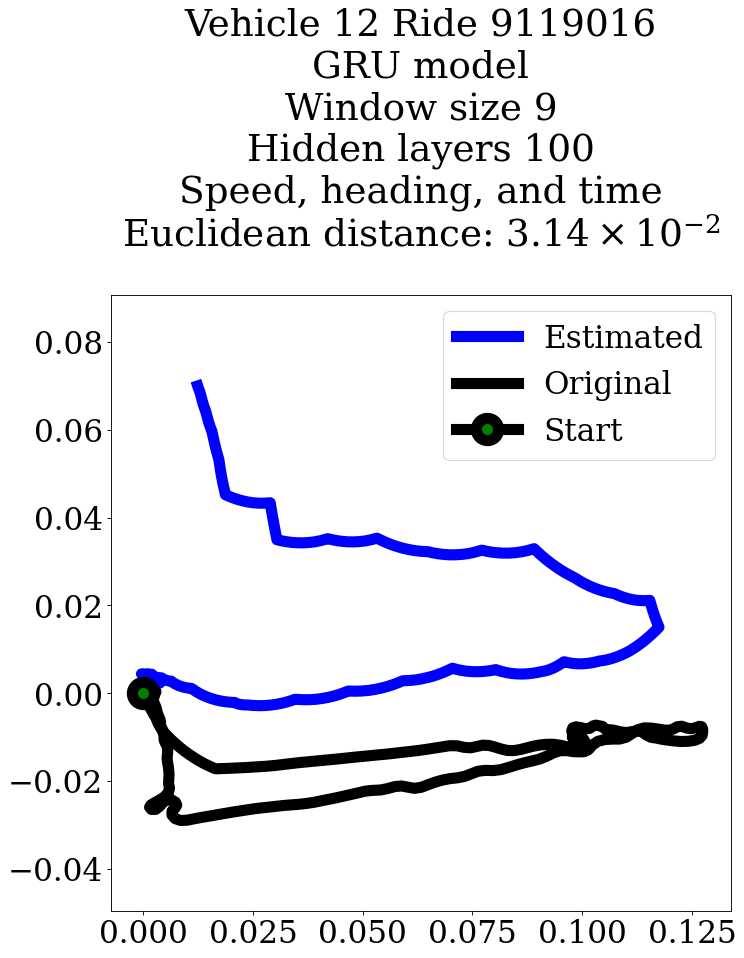 Vehicle 12 Ride 9119016
GRU model
Window size 9
Hidden layers 100
Speed, heading, and time
Euclidean distance: 3.14 × 10⁻²
Estimated
Original
Start
0.08
0.06
0.04
0.02
0.00
−0.02
−0.04
0.000 0.025 0.050 0.075 0.100 0.125